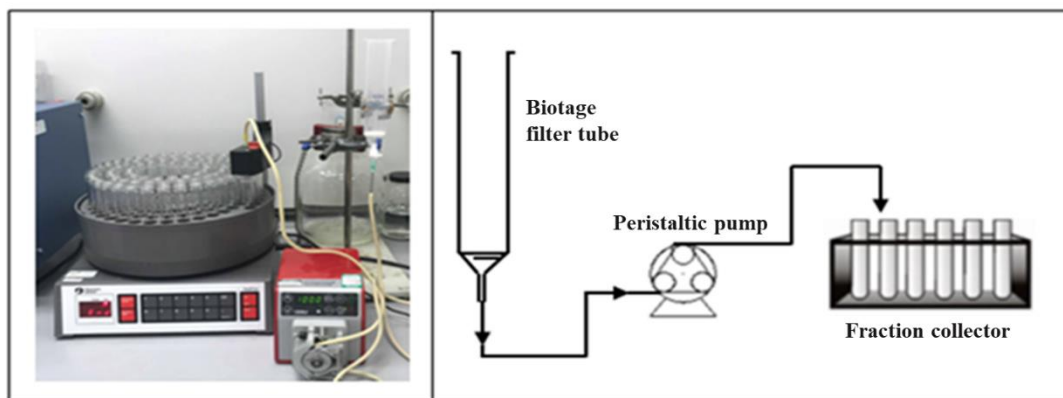 Biotage
filter tube
Peristaltic pump
Fraction collector